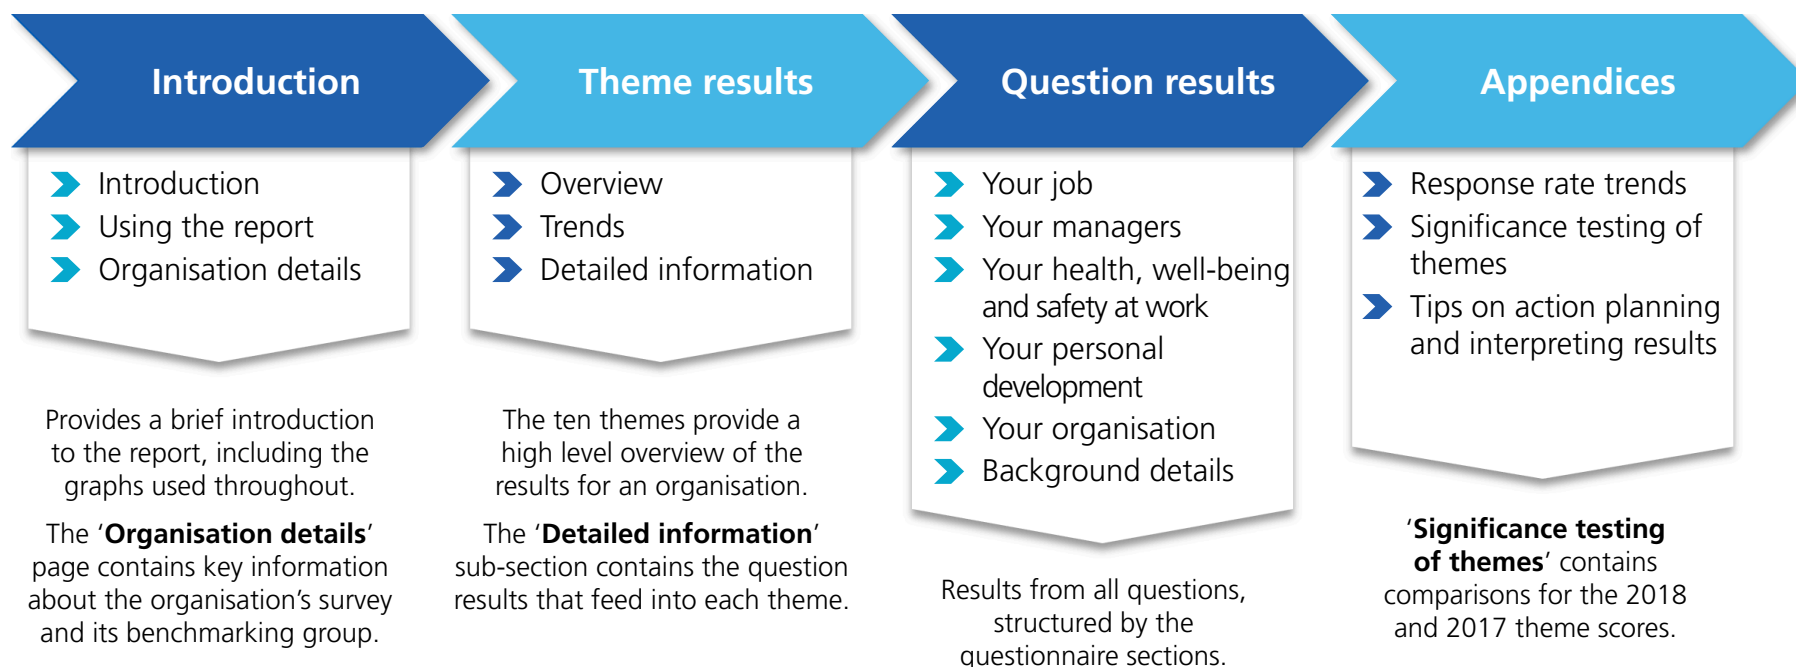 Introduction
Introduction
Using the report
Organisation details
Provides a brief introduction
to the report, including the
graphs used throughout.
The ‘Organisation details’
page contains key information
about the organisation’s survey
and its benchmarking group.
Theme results
Overview
Trends
Detailed information
The ten themes provide a
high level overview of the
results for an organisation.
The ‘Detailed information’
sub-section contains the question
results that feed into each theme.
Question results
Your job
Your managers
Your health, well-being
and safety at work
Your personal
development
Your organisation
Background details
Results from all questions,
structured by the
questionnaire sections.
Appendices
Response rate trends
Significance testing of
themes
Tips on action planning
and interpreting results
‘Significance testing
of themes’ contains
comparisons for the 2018
and 2017 theme scores.